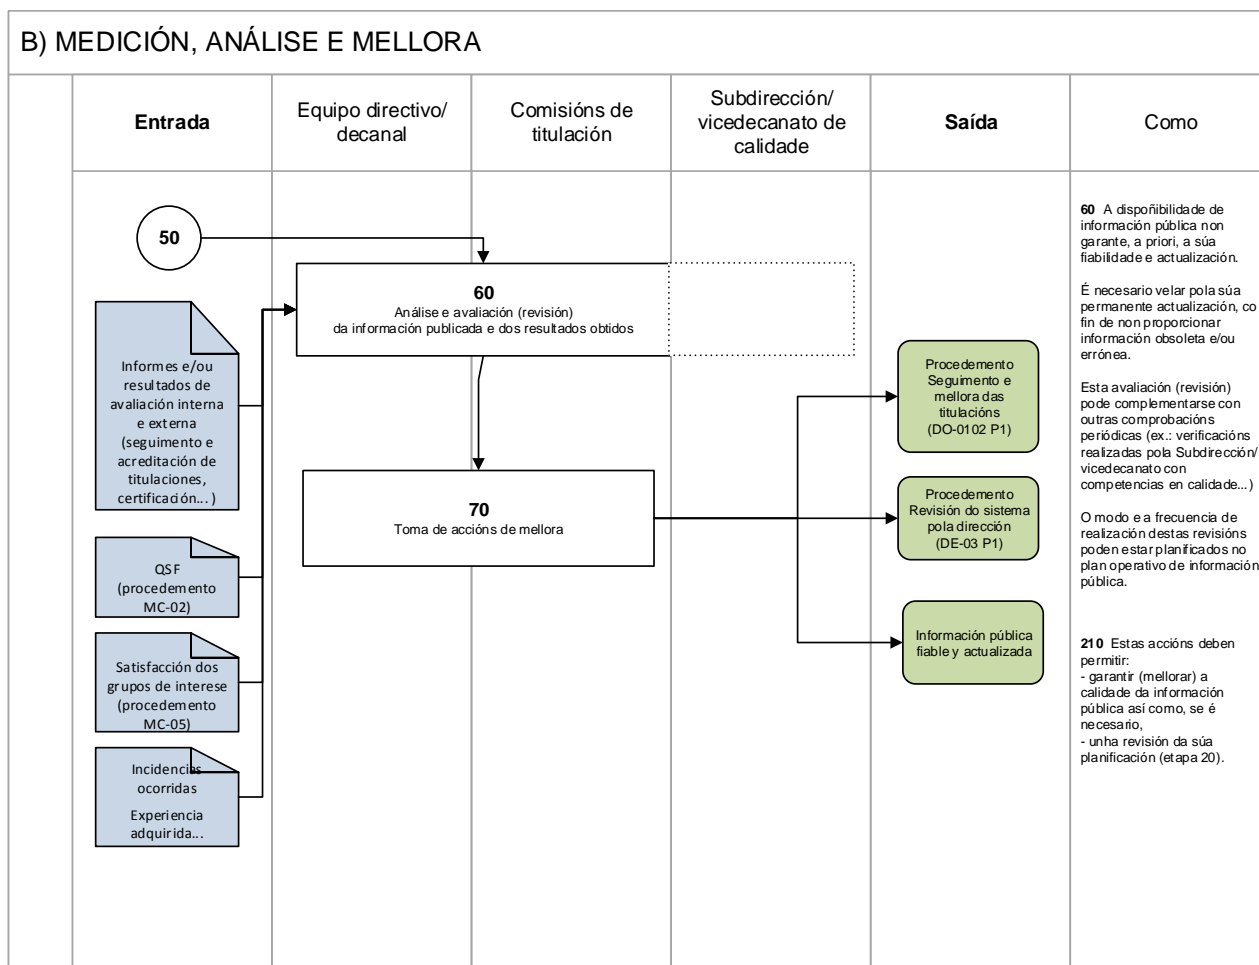 B) MEDICIÓN, ANÁLISE E MELLORA
Entrada
Equipo directivo/
decanal
Comisións de
titulación
Subdirección/
vicedecanato de
calidade
Saída
Como
50
60
Análise e avaliación (revisión)
da información publicada e dos resultados obtidos
Informes e/ou
resultados de
avaliación interna
e externa
(seguimento e
acreditación de
titulaciones,
certificación...)
QSF
(procedemento
MC-02)
Satisfacción dos
grupos de interese
(procedemento
MC-05)
Incidencias
ocorridas
Experiencia
adquirida...
70
Toma de accións de mellora
Procedemento
Seguimento e
mellora das
titulacións
(DO-0102 P1)
Procedemento
Revisión do sistema
pola dirección
(DE-03 P1)
Información pública
fiable y actualizada
60 A dispoñibilidade de
información pública non
garante, a priori, a súa
fiabilidade e actualización.
É necesario velar pola súa
permanente actualización, co
fin de non proporcionar
información obsoleta e/ou
errónea.
Esta avaliación (revisión)
pode complementarse con
outras comprobacións
periódicas (ex.: verificacións
realizadas pola Subdirección/
vicedecanato con
competencias en calidade...)
O modo e a frecuencia de
realización destas revisións
poden estar planificados no
plan operativo de información
pública.
210 Estas accións deben
permitir:
- garantir (mellorar) a
calidade da información
pública así como, se é
necesario,
- unha revisión da súa
planificación (etapa 20).